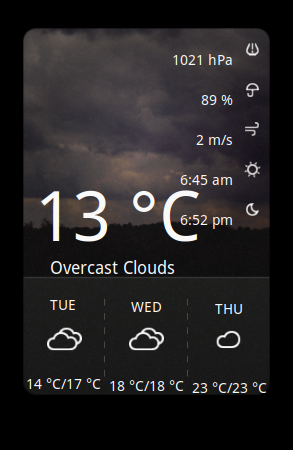 1021 hPa
89 %
2 m/s
6:45 am
13 °C
6:52 pm
Overcast Clouds
TUE
WED
THU
14 °C/17 °C
18 °C/18 °C
23 °C/23 °C